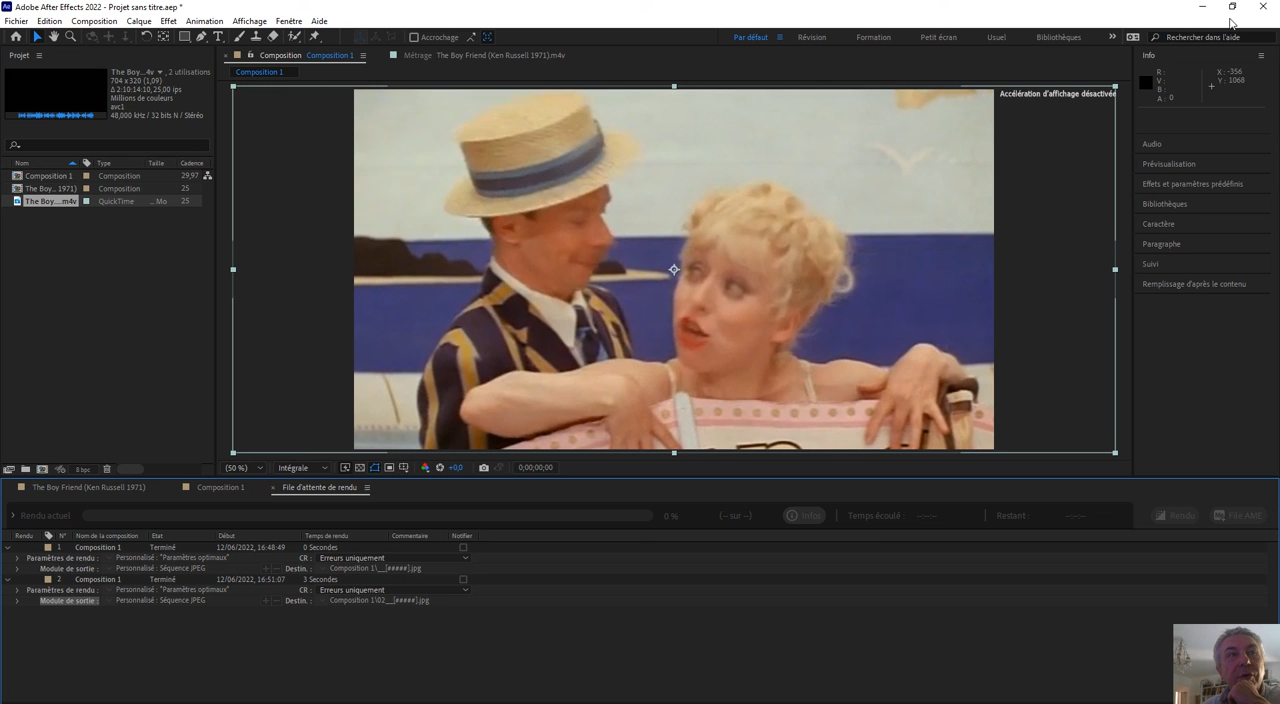 Adobe After Effects 2022 - Projet sans titre.aep *
Fichier Edition Composition Calque Effet Animation Affichage Fenêtre Aide
Accrochage Par défaut Révision Formation Petit écran Usuel Bibliothèques Rechercher dans l'aide
Projet
Composition Composition 1 Métrage The Boy Friend (Ken Russell 1971).m4v
Info
Composition 1
The Boy...4v , 2 utilisations
704 x 320 (1,09)
Δ 2:10:14:10, 25,00 ips
Millions de couleurs
avc1
48,000 kHz / 32 bits N / Stéréo
Accélération d'affichage désactivée
R :
V :
B :
A : 0
X : -356
Y : 1068
Nom Type Taille Cadence
Composition 1 Composition 29,97
The Boy... 1971) Composition 25
The Boy....m4v QuickTime ... Mo 25
Audio
Prévisualisation
Effets et paramètres prédéfinis
Bibliothèques
Caractère
Paragraphe
Suivi
Remplissage d'après le contenu
8 bpc
(50 %) Intégrale +0,0 0;00;00;00
The Boy Friend (Ken Russell 1971) Composition 1 File d'attente de rendu
Rendu actuel 0 % (-- sur --) Infos Temps écoulé : --:--:-- Restant : --:--:-- Rendu File AME
Rendu N° Nom de la composition Etat Début Temps de rendu Commentaire Notifier
1 Composition 1 Terminé 12/06/2022, 16:48:49 0 Secondes
Paramètres de rendu : Personnalisé : "Paramètres optimaux" CR : Erreurs uniquement
Module de sortie : Personnalisé : Séquence JPEG Destin. : Composition 1\__[#####].jpg
2 Composition 1 Terminé 12/06/2022, 16:51:07 3 Secondes
Paramètres de rendu : Personnalisé : "Paramètres optimaux" CR : Erreurs uniquement
Module de sortie : Personnalisé : Séquence JPEG Destin. : Composition 1\02__[#####].jpg